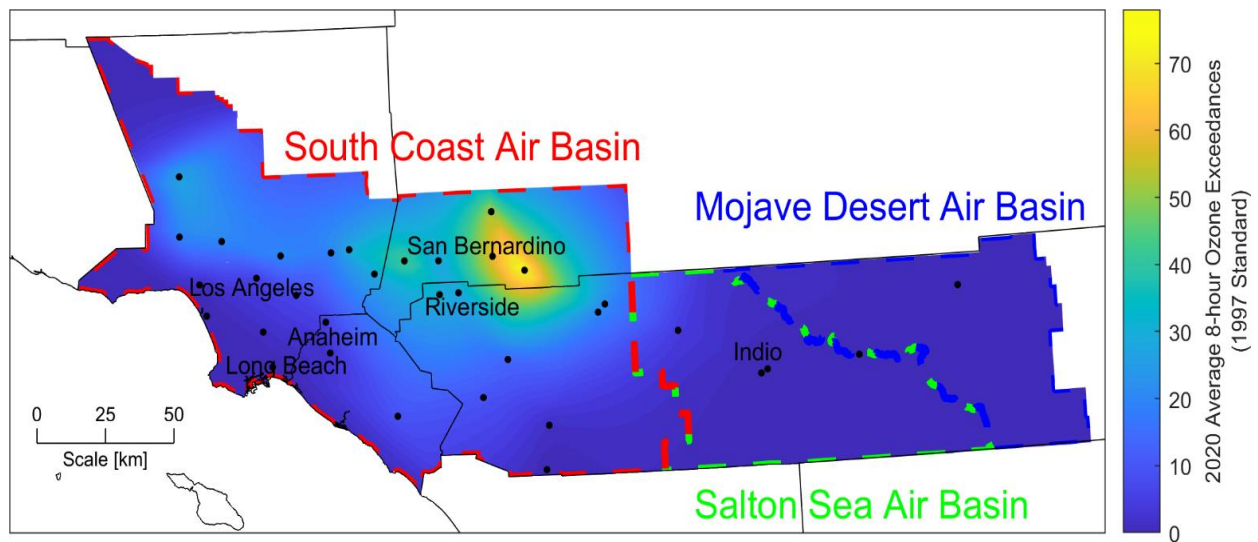 South Coast Air Basin
Mojave Desert Air Basin
San Bernardino
Los Angeles
Riverside
Anaheim
Indio
Long Beach
0 25 50
Scale [km]
Salton Sea Air Basin
70
60
50
40
30
20
10
0
2020 Average 8-hour Ozone Exceedances
(1997 Standard)